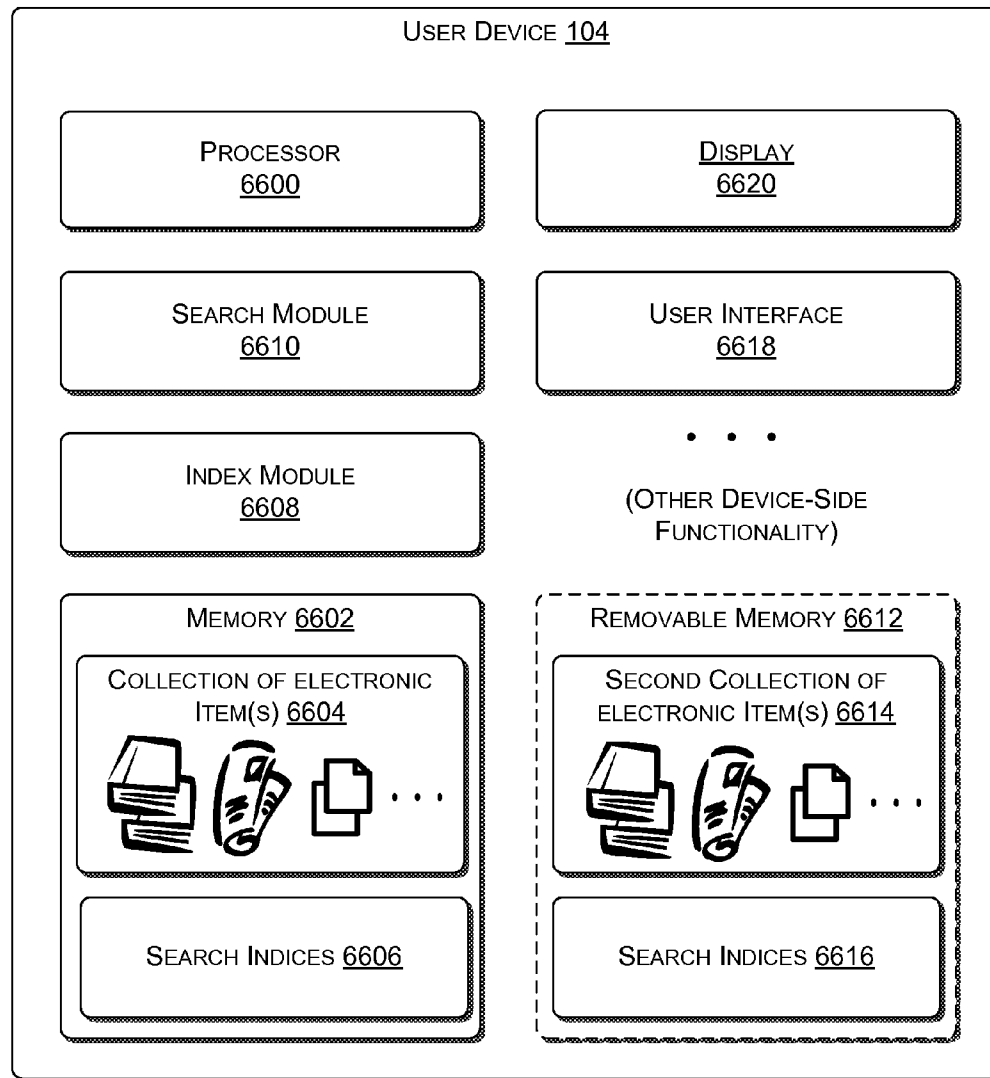 USER DEVICE 104
PROCESSOR
6600
DISPLAY
6620
SEARCH MODULE
6610
USER INTERFACE
6618
INDEX MODULE
6608
. . .
(OTHER DEVICE-SIDE
FUNCTIONALITY)
MEMORY 6602
COLLECTION OF ELECTRONIC
ITEM(S) 6604
. . .
SEARCH INDICES 6606
REMOVABLE MEMORY 6612
SECOND COLLECTION OF
ELECTRONIC ITEM(S) 6614
. . .
SEARCH INDICES 6616